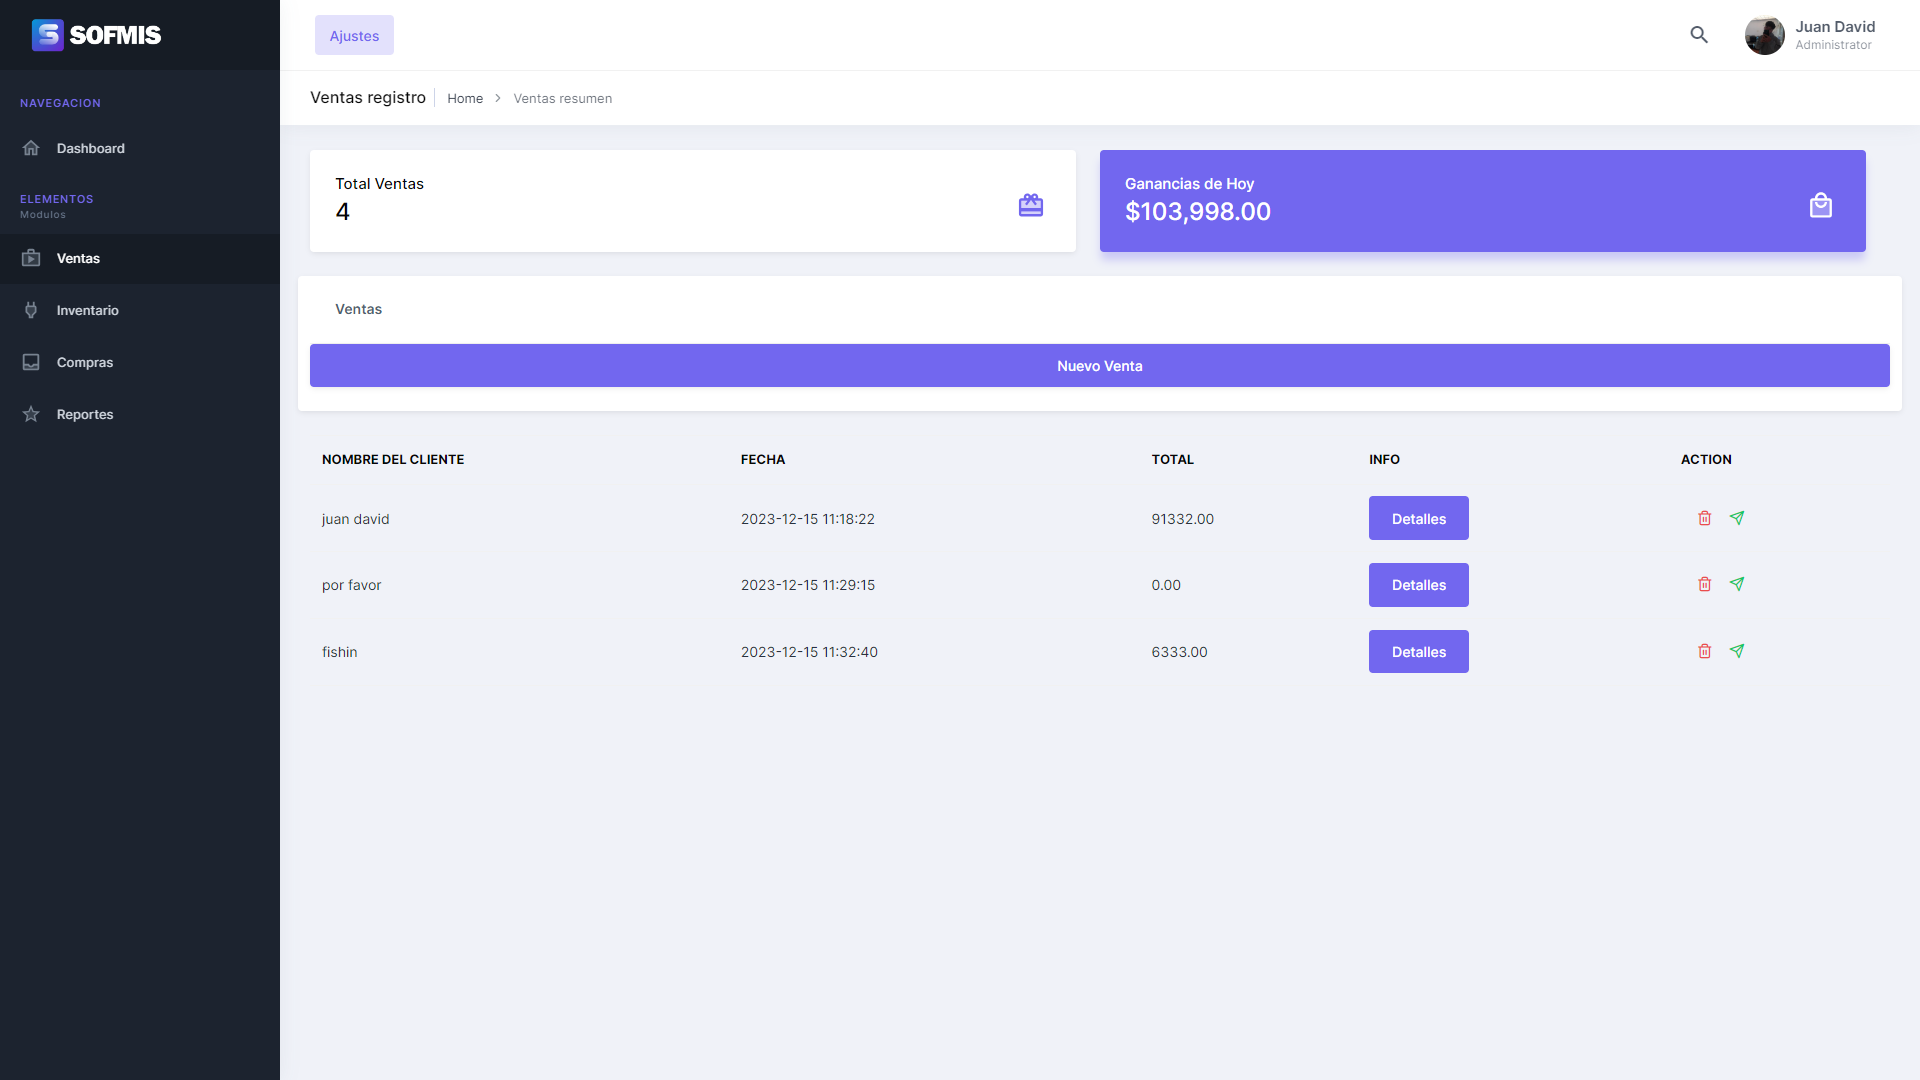 SOFMIS
Ajustes
Juan David
Administrator
NAVEGACION
Dashboard
ELEMENTOS
Modulos
Ventas
Inventario
Compras
Reportes
Ventas registro
Home > Ventas resumen
Total Ventas
4
Ganancias de Hoy
$103,998.00
Ventas
Nuevo Venta
NOMBRE DEL CLIENTE FECHA TOTAL INFO ACTION
juan david 2023-12-15 11:18:22 91332.00 Detalles
por favor 2023-12-15 11:29:15 0.00 Detalles
fishin 2023-12-15 11:32:40 6333.00 Detalles